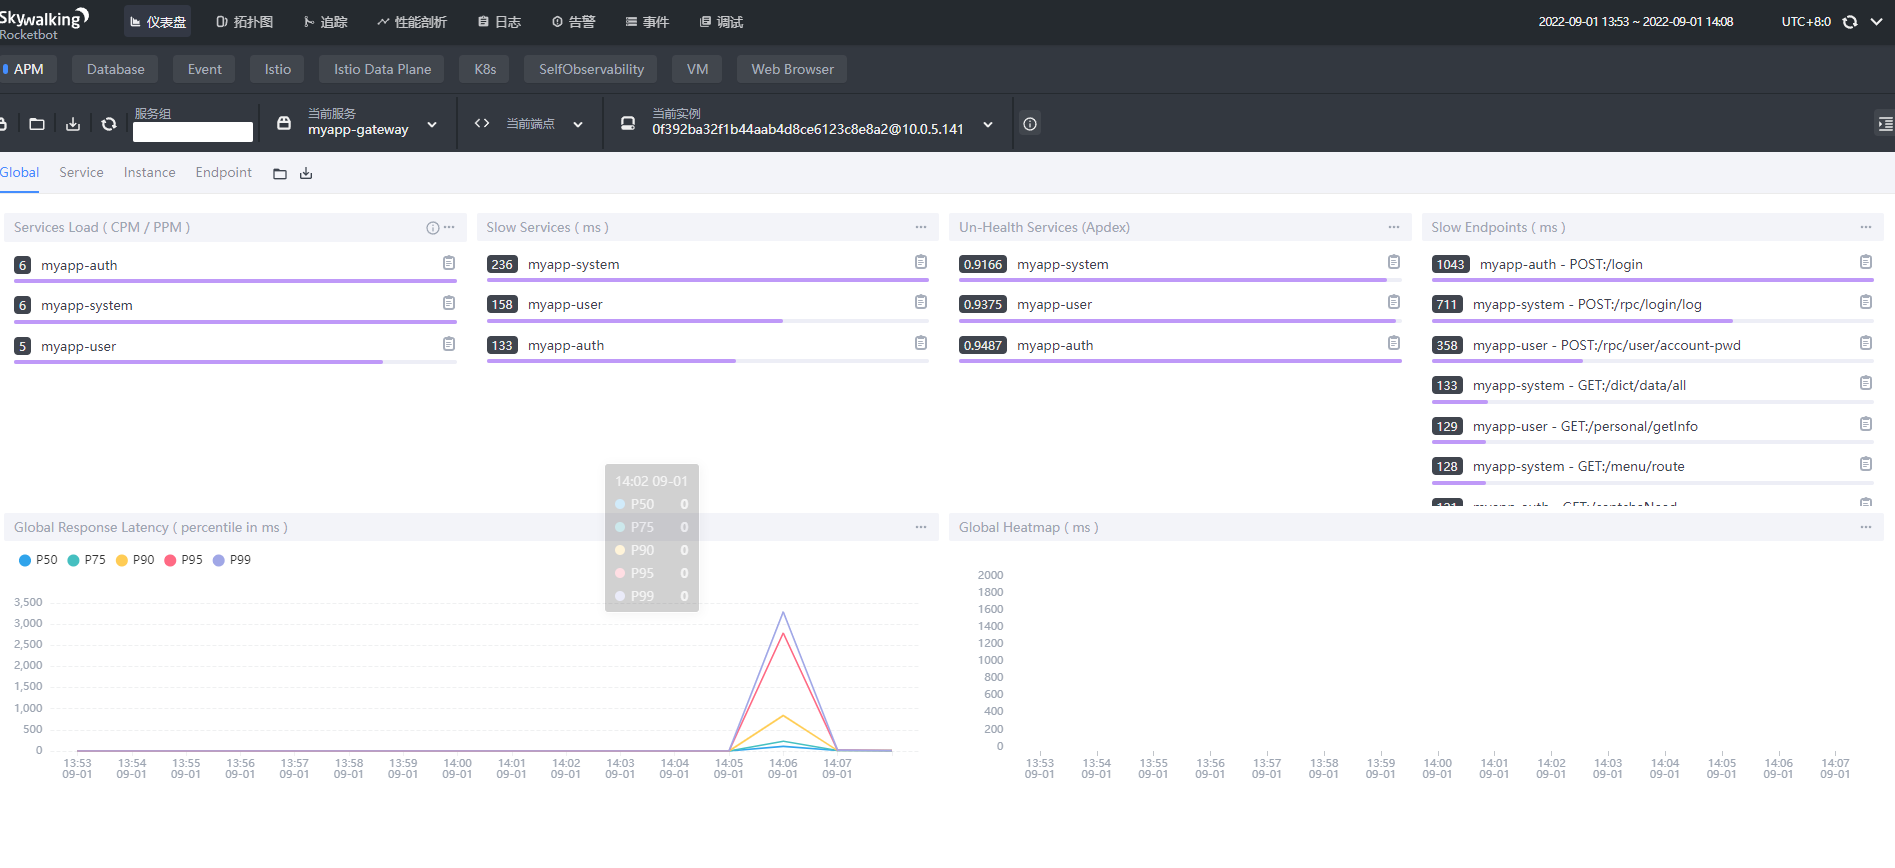 Skywalking
Rocketbot
仪表盘
拓扑图
追踪
性能剖析
日志
告警
事件
调试
2022-09-01 13:53 ~ 2022-09-01 14:08
UTC+8:0
APM
Database
Event
Istio
Istio Data Plane
K8s
SelfObservability
VM
Web Browser
服务组
当前服务
myapp-gateway
当前端点
当前实例
0f392ba32f1b44aab4d8ce6123c8e8a2@10.0.5.141
Global
Service
Instance
Endpoint
Services Load ( CPM / PPM )
6 myapp-auth
6 myapp-system
5 myapp-user
Slow Services ( ms )
236 myapp-system
158 myapp-user
133 myapp-auth
Un-Health Services (Apdex)
0.9166 myapp-system
0.9375 myapp-user
0.9487 myapp-auth
Slow Endpoints ( ms )
1043 myapp-auth - POST:/login
711 myapp-system - POST:/rpc/login/log
358 myapp-user - POST:/rpc/user/account-pwd
133 myapp-system - GET:/dict/data/all
129 myapp-user - GET:/personal/getInfo
128 myapp-system - GET:/menu/route
Global Response Latency ( percentile in ms )
P50 P75 P90 P95 P99
14:02 09-01
P50 0
P75 0
P90 0
P95 0
P99 0
3,500
3,000
2,500
2,000
1,500
1,000
500
0
13:53 13:54 13:55 13:56 13:57 13:58 13:59 14:00 14:01 14:02 14:03 14:04 14:05 14:06 14:07
09-01 09-01 09-01 09-01 09-01 09-01 09-01 09-01 09-01 09-01 09-01 09-01 09-01 09-01 09-01
Global Heatmap ( ms )
2000
1800
1600
1400
1200
1000
800
600
400
200
0
13:53 13:54 13:55 13:56 13:57 13:58 13:59 14:00 14:01 14:02 14:03 14:04 14:05 14:06 14:07
09-01 09-01 09-01 09-01 09-01 09-01 09-01 09-01 09-01 09-01 09-01 09-01 09-01 09-01 09-01